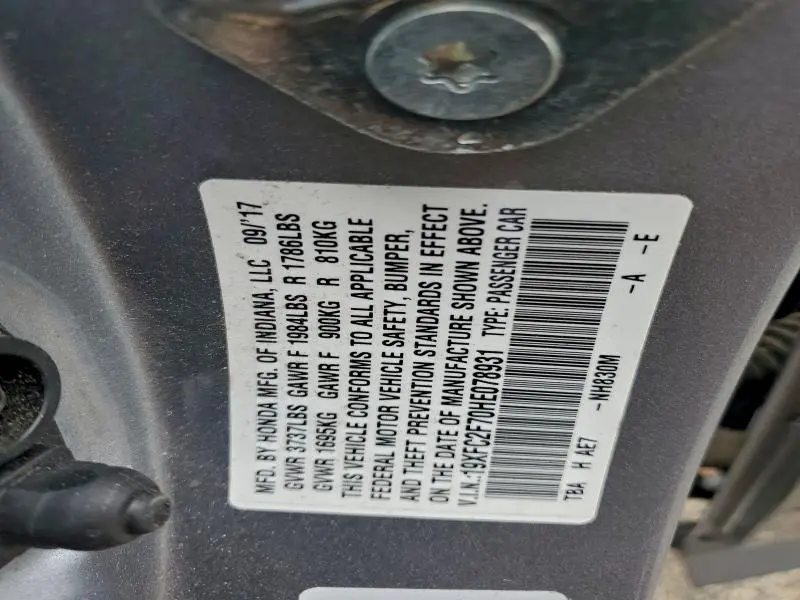 MFD. BY HONDA MFG. OF INDIANA, LLC 09/'17
GVWR 3737LBS GAWR F 1984LBS R 1786LBS
GVWR 1695KG GAWR F 900KG R 810KG
THIS VEHICLE CONFORMS TO ALL APPLICABLE
FEDERAL MOTOR VEHICLE SAFETY, BUMPER,
AND THEFT PREVENTION STANDARDS IN EFFECT
ON THE DATE OF MANUFACTURE SHOWN ABOVE.
V.I.N.:19XFC2F70HE078931 TYPE: PASSENGER CAR
TBA H AE7 -NH830M -A -E